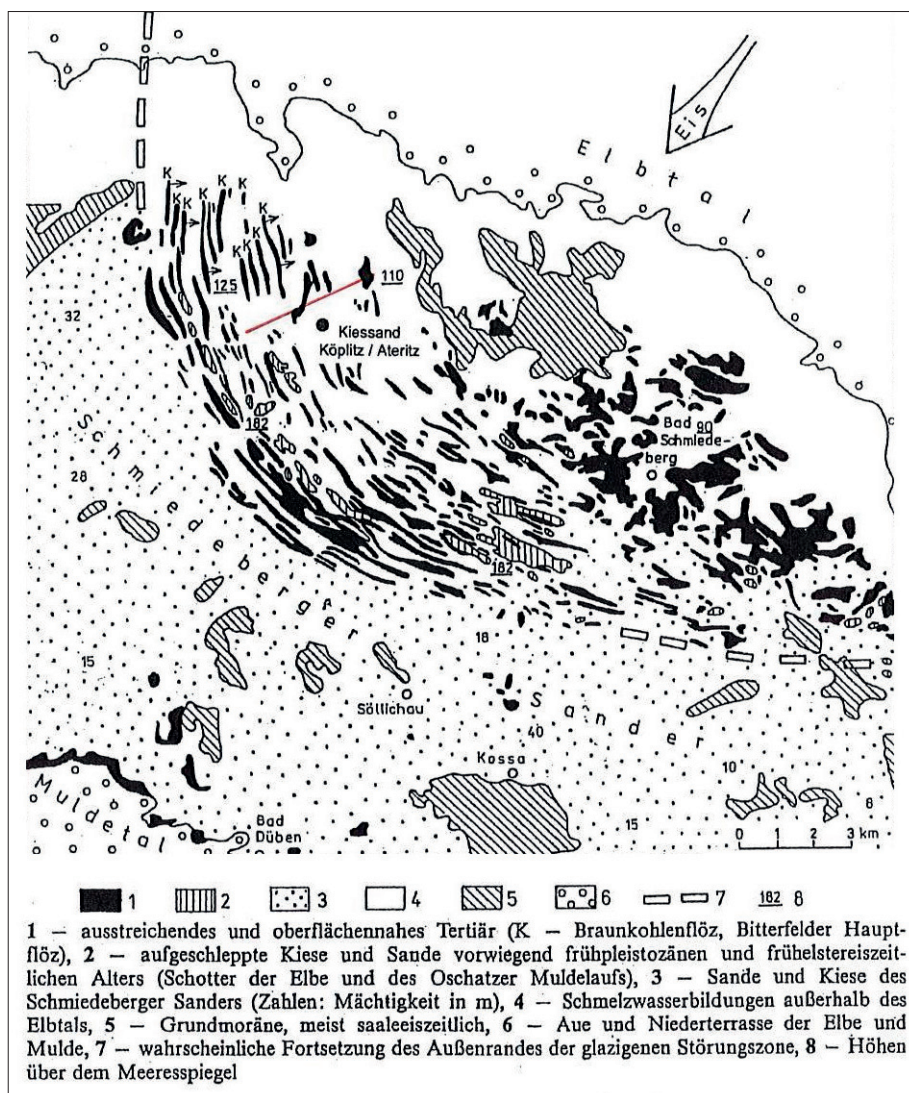 Eis
Elbtal
K K K K K K K K K K K
125
110
32
Kiessand
Köplitz / Ateritz
182
Bad 90
Schmiede-
berg
28
Schmiedeberger
182
18
15
Söllichau
Sander
40
Kossa
10
8
15
Muldetal
Bad
Düben
0 1 2 3 km
1 2 3 4 5 6 7 182 8
1 — ausstreichendes und oberflächennahes Tertiär (K — Braunkohlenflöz, Bitterfelder Haupt-
flöz), 2 — aufgeschleppte Kiese und Sande vorwiegend frühpleistozänen und frühelstereiszeit-
lichen Alters (Schotter der Elbe und des Oschatzer Muldelaufs), 3 — Sande und Kiese des
Schmiedeberger Sanders (Zahlen: Mächtigkeit in m), 4 — Schmelzwasserbildungen außerhalb des
Elbtals, 5 — Grundmoräne, meist saaleeiszeitlich, 6 — Aue und Niederterrasse der Elbe und
Mulde, 7 — wahrscheinliche Fortsetzung des Außenrandes der glazigenen Störungszone, 8 — Höhen
über dem Meeresspiegel